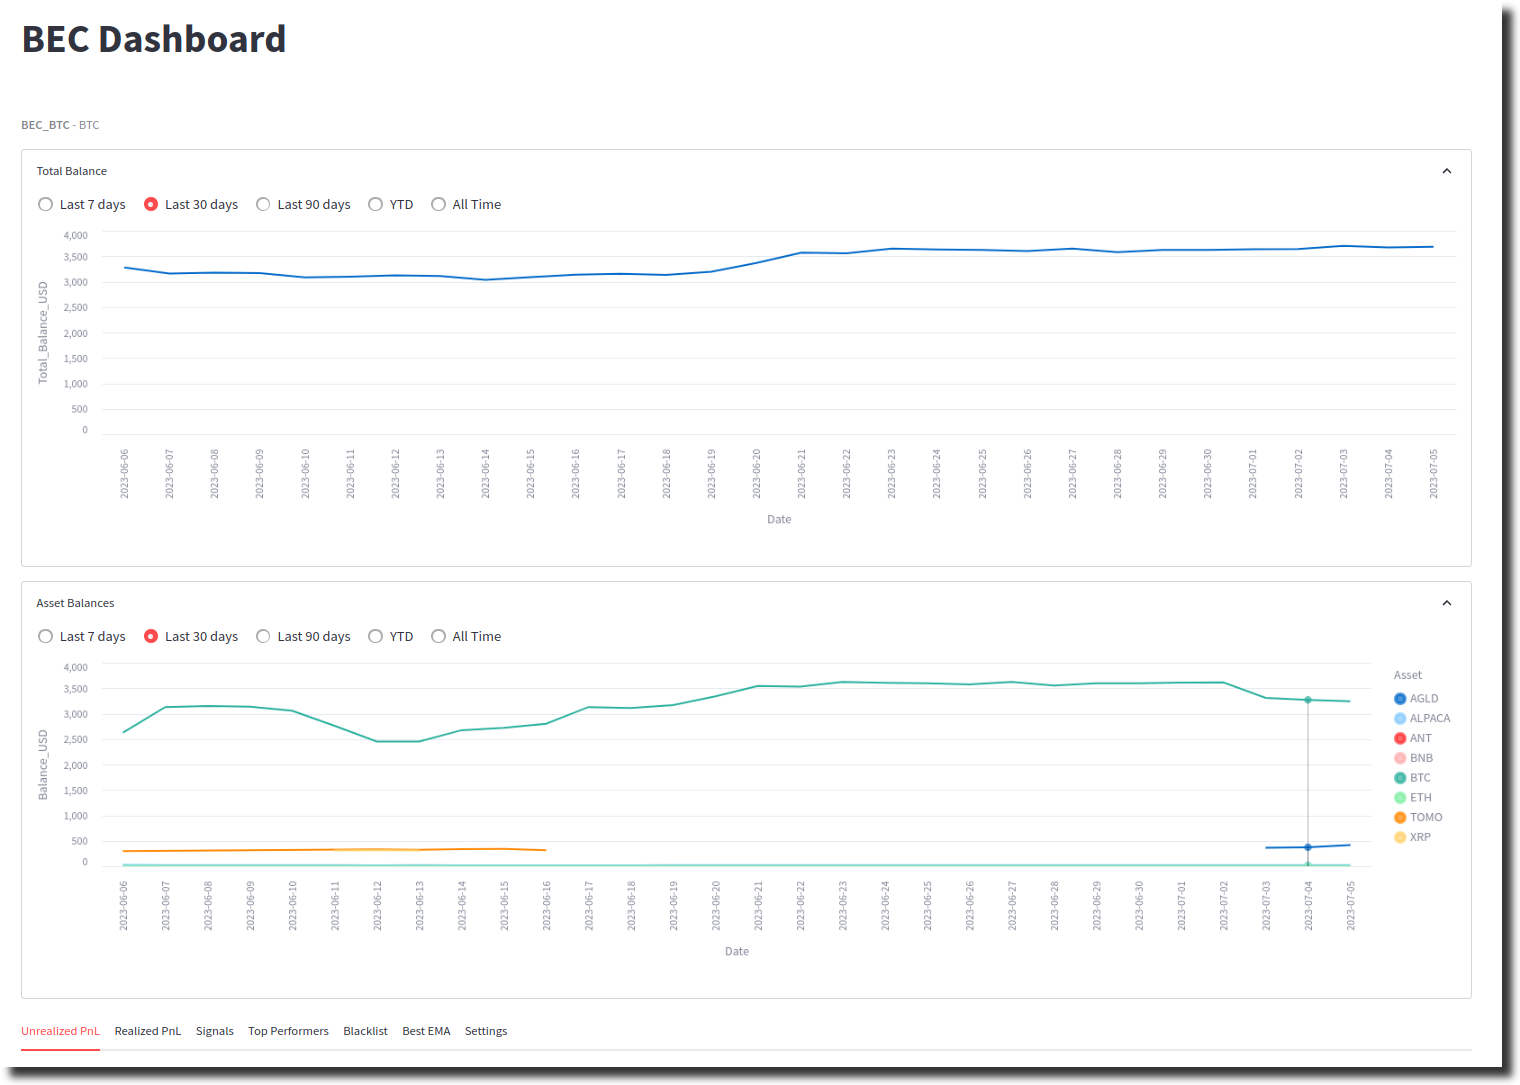 BEC Dashboard
BEC_BTC - BTC
Total Balance
Last 7 days Last 30 days Last 90 days YTD All Time
4,000
3,500
3,000
2,500
2,000
1,500
1,000
500
0
Total_Balance_USD
2023-06-06 2023-06-07 2023-06-08 2023-06-09 2023-06-10 2023-06-11 2023-06-12 2023-06-13 2023-06-14 2023-06-15 2023-06-16 2023-06-17 2023-06-18 2023-06-19 2023-06-20 2023-06-21 2023-06-22 2023-06-23 2023-06-24 2023-06-25 2023-06-26 2023-06-27 2023-06-28 2023-06-29 2023-06-30 2023-07-01 2023-07-02 2023-07-03 2023-07-04 2023-07-05
Date
Asset Balances
Last 7 days Last 30 days Last 90 days YTD All Time
4,000
3,500
3,000
2,500
2,000
1,500
1,000
500
0
Balance_USD
2023-06-06 2023-06-07 2023-06-08 2023-06-09 2023-06-10 2023-06-11 2023-06-12 2023-06-13 2023-06-14 2023-06-15 2023-06-16 2023-06-17 2023-06-18 2023-06-19 2023-06-20 2023-06-21 2023-06-22 2023-06-23 2023-06-24 2023-06-25 2023-06-26 2023-06-27 2023-06-28 2023-06-29 2023-06-30 2023-07-01 2023-07-02 2023-07-03 2023-07-04 2023-07-05
Date
Asset
AGLD
ALPACA
ANT
BNB
BTC
ETH
TOMO
XRP
Unrealized PnL Realized PnL Signals Top Performers Blacklist Best EMA Settings